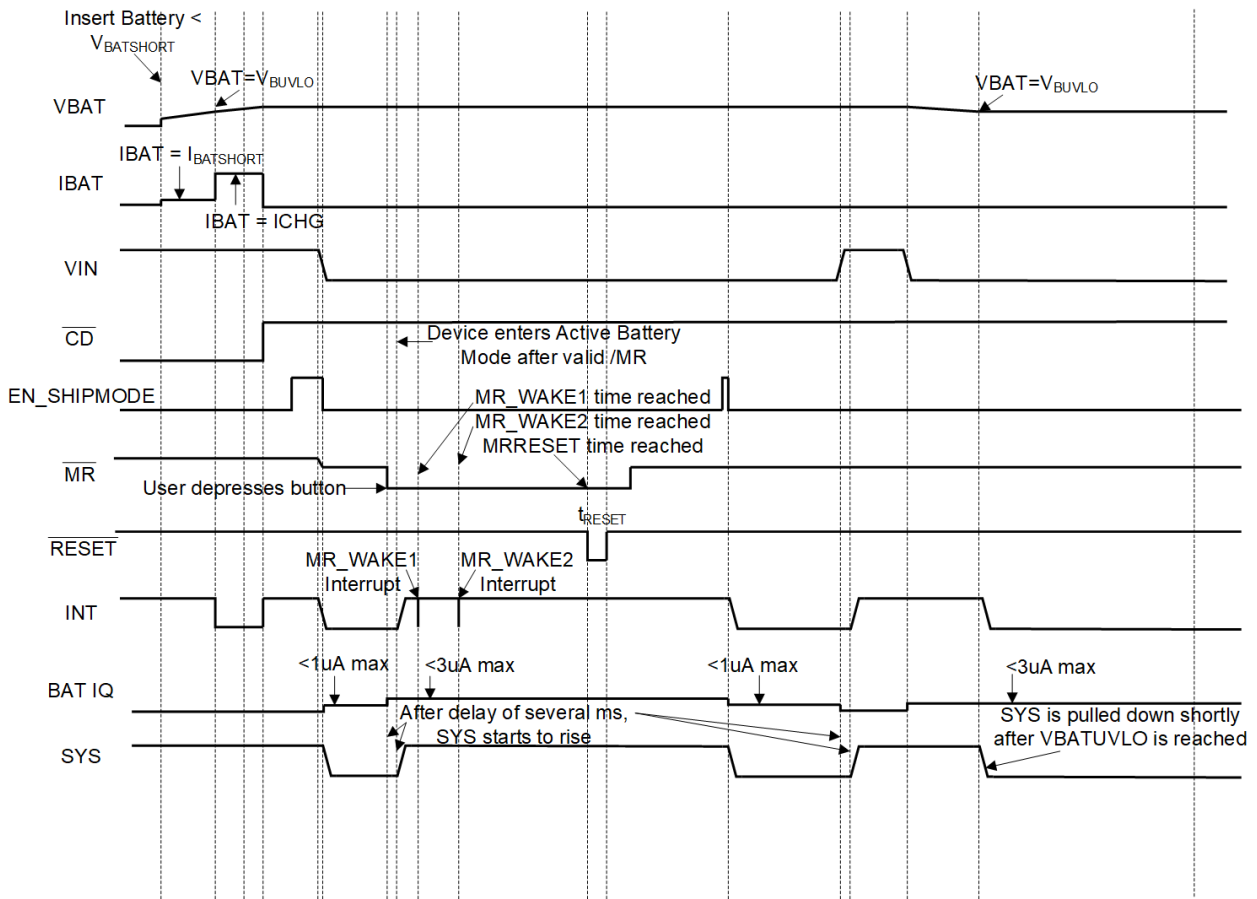 Insert Battery <
VBATSHORT
VBAT=VBUVLO
VBAT=VBUVLO
VBAT
IBAT = IBATSHORT
IBAT
IBAT = ICHG
VIN
CD
Device enters Active Battery
Mode after valid /MR
EN_SHIPMODE
MR_WAKE1 time reached
MR_WAKE2 time reached
MRRESET time reached
MR
User depresses button
tRESET
RESET
MR_WAKE1
Interrupt
MR_WAKE2
Interrupt
INT
<1uA max
<3uA max
<1uA max
<3uA max
BAT IQ
After delay of several ms,
SYS starts to rise
SYS is pulled down shortly
after VBATUVLO is reached
SYS